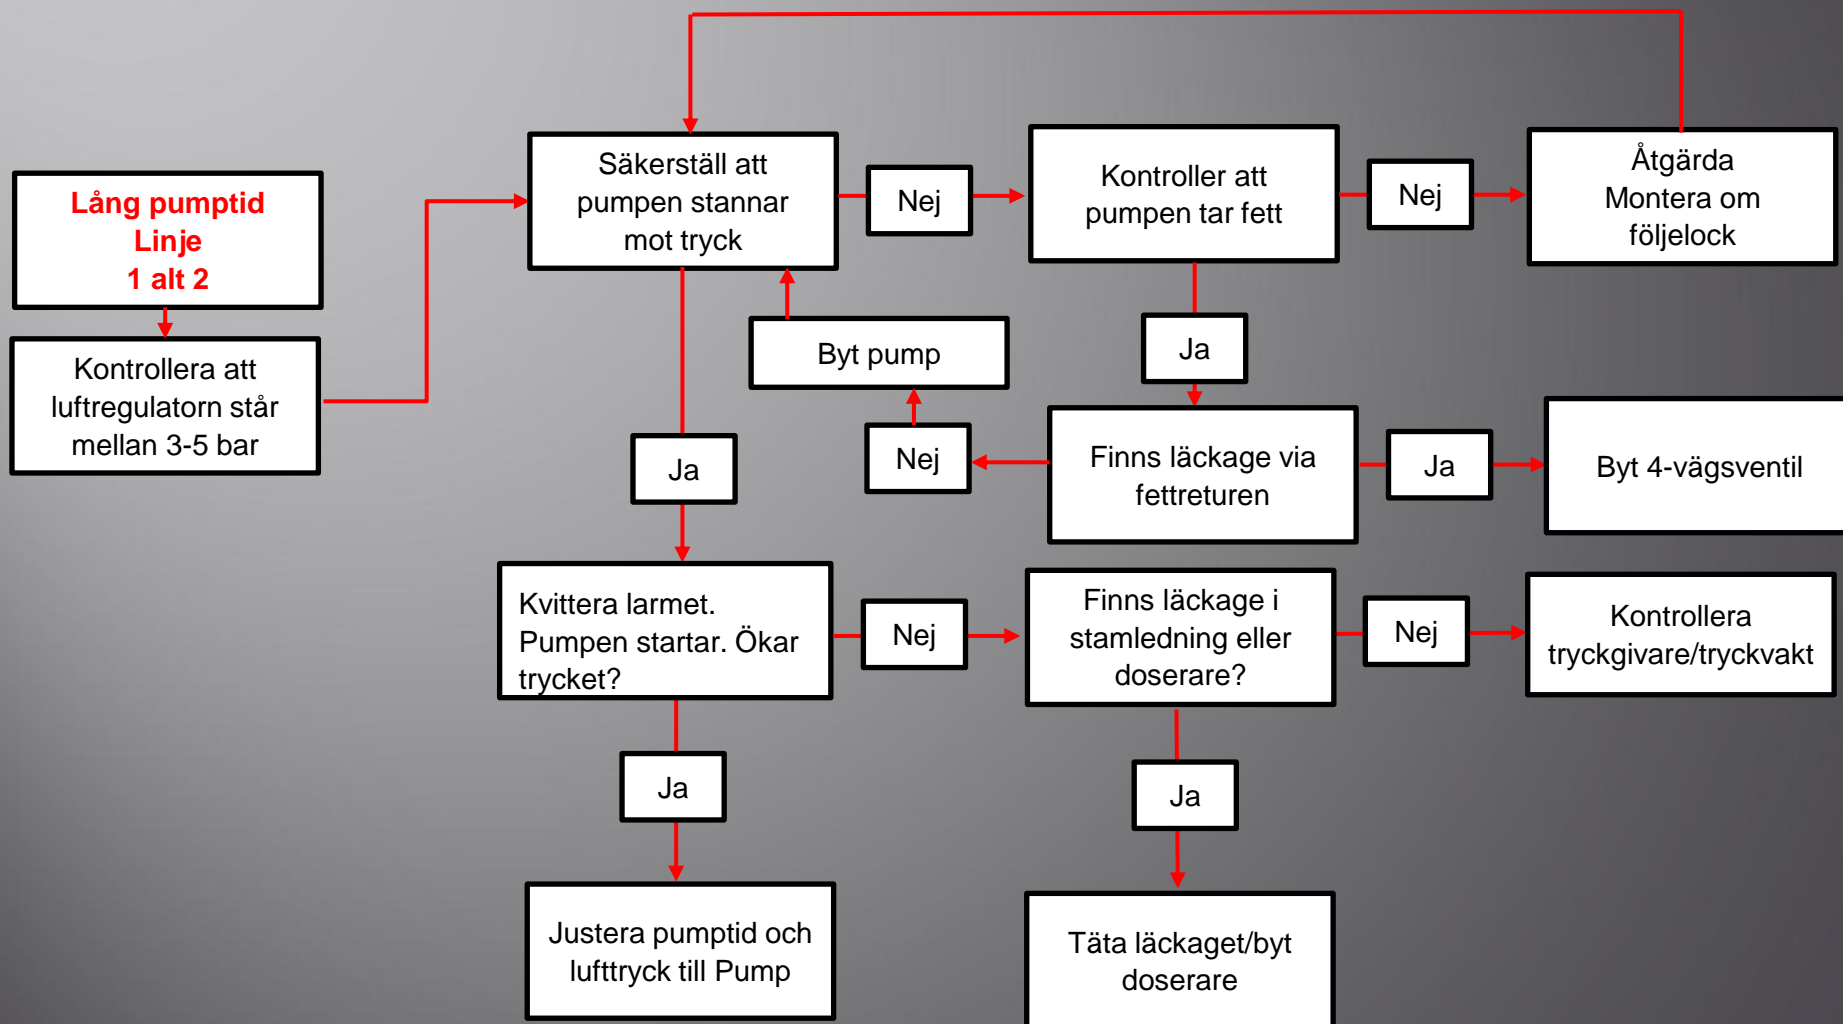 Lång pumptid
Linje
1 alt 2
Kontrollera att
luftregulatorn står
mellan 3-5 bar
Säkerställ att
pumpen stannar
mot tryck
Nej
Kontroller att
pumpen tar fett
Nej
Åtgärda
Montera om
följelock
Byt pump
Ja
Ja
Nej
Finns läckage via
fettreturen
Ja
Byt 4-vägsventil
Kvittera larmet.
Pumpen startar. Ökar
trycket?
Nej
Finns läckage i
stamledning eller
doserare?
Nej
Kontrollera
tryckgivare/tryckvakt
Ja
Ja
Justera pumptid och
lufttryck till Pump
Täta läckaget/byt
doserare